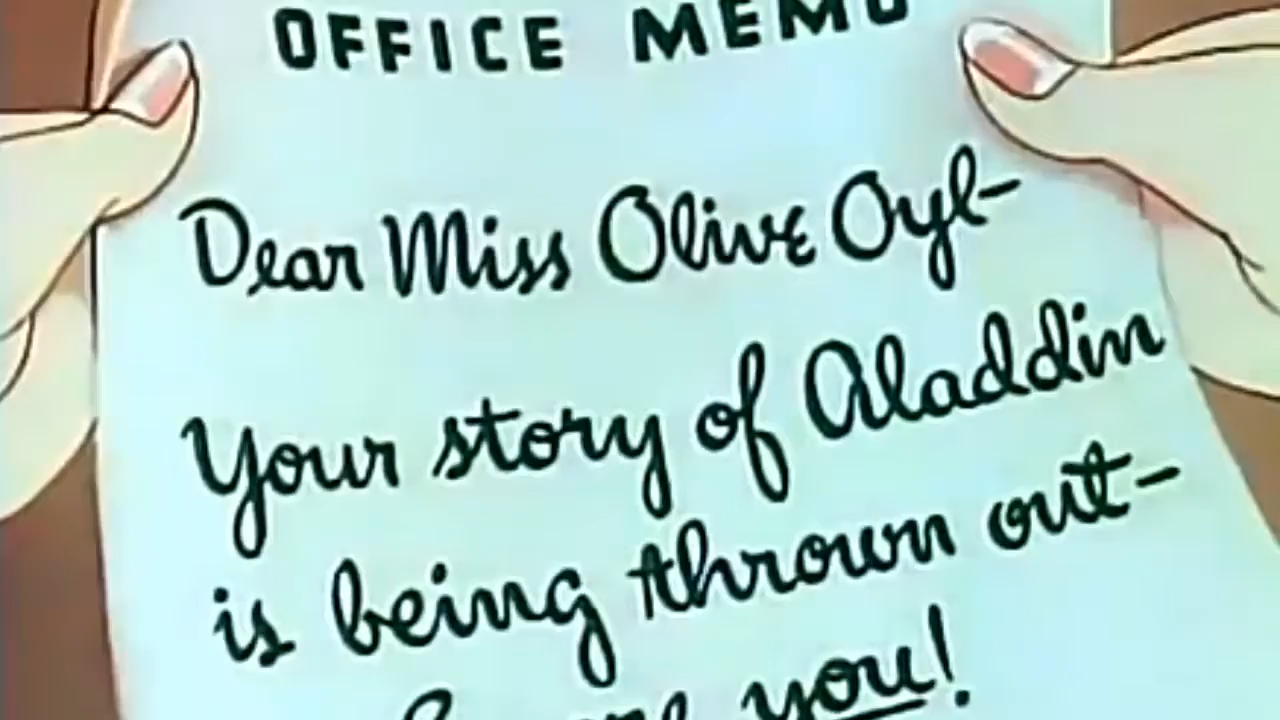 OFFICE MEMO
Dear Miss Olive Oyl-
Your story of Aladdin
is being thrown out-
you!